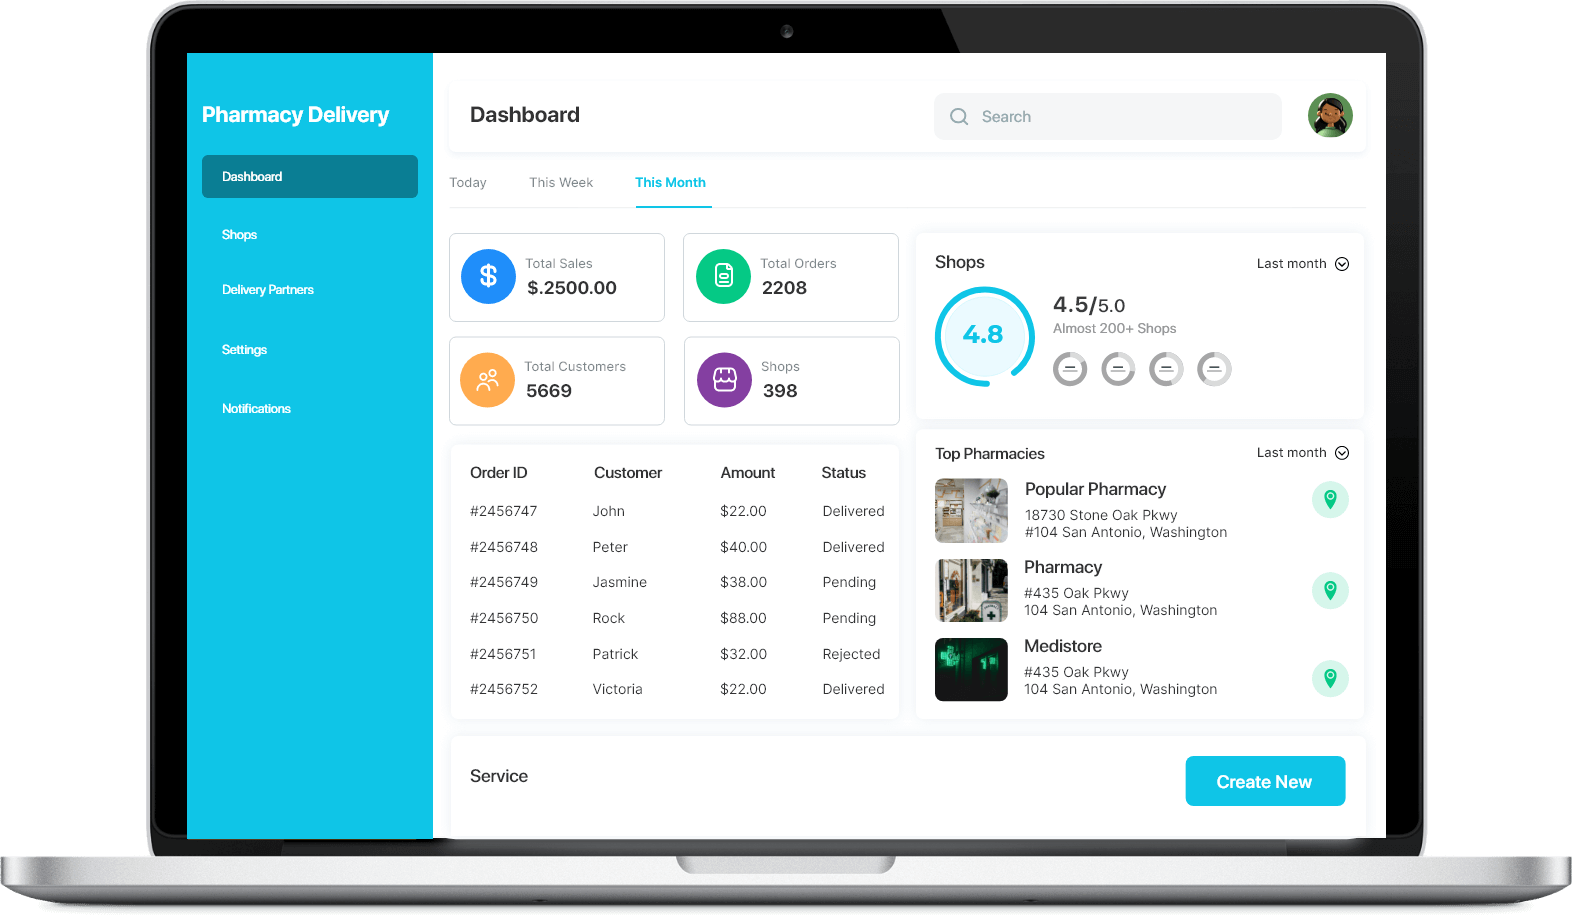 Pharmacy Delivery
Dashboard
Shops
Delivery Partners
Settings
Notifications
Dashboard
Search
Today This Week This Month
Total Sales
$.2500.00
Total Orders
2208
Total Customers
5669
Shops
398
Shops
Last month
4.8
4.5/5.0
Almost 200+ Shops
Order ID Customer Amount Status
#2456747 John $22.00 Delivered
#2456748 Peter $40.00 Delivered
#2456749 Jasmine $38.00 Pending
#2456750 Rock $88.00 Pending
#2456751 Patrick $32.00 Rejected
#2456752 Victoria $22.00 Delivered
Top Pharmacies
Last month
Popular Pharmacy
18730 Stone Oak Pkwy
#104 San Antonio, Washington
Pharmacy
#435 Oak Pkwy
104 San Antonio, Washington
Medistore
#435 Oak Pkwy
104 San Antonio, Washington
Service
Create New